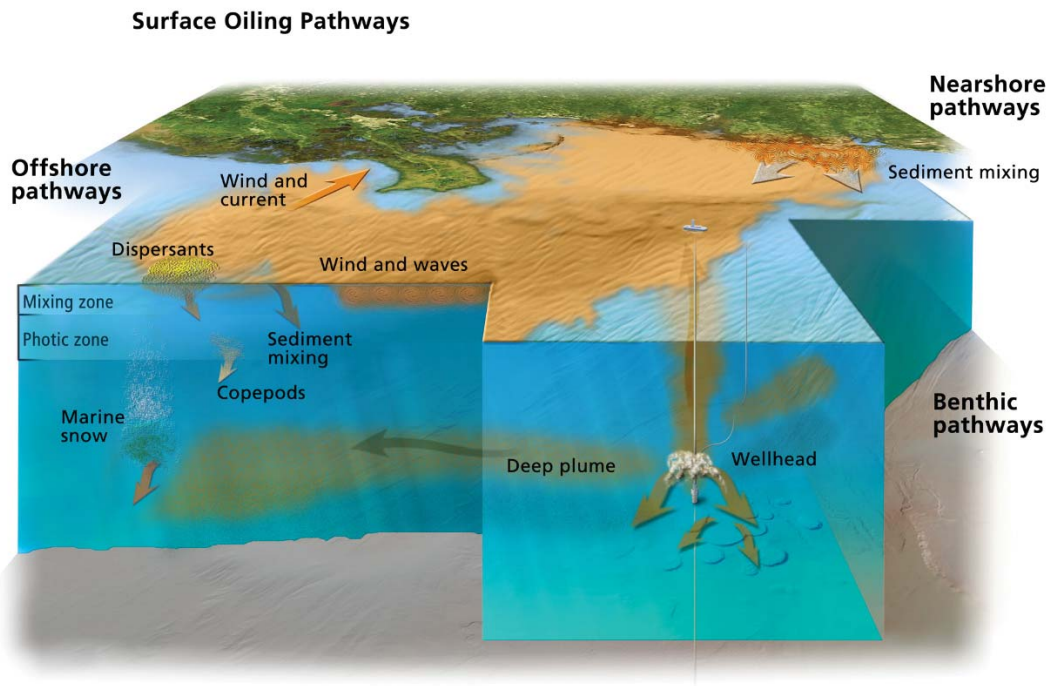 Surface Oiling Pathways
Nearshore
pathways
Offshore
pathways
Wind and
current
Sediment mixing
Dispersants
Wind and waves
Mixing zone
Photic zone
Sediment
mixing
Copepods
Marine
snow
Deep plume
Wellhead
Benthic
pathways